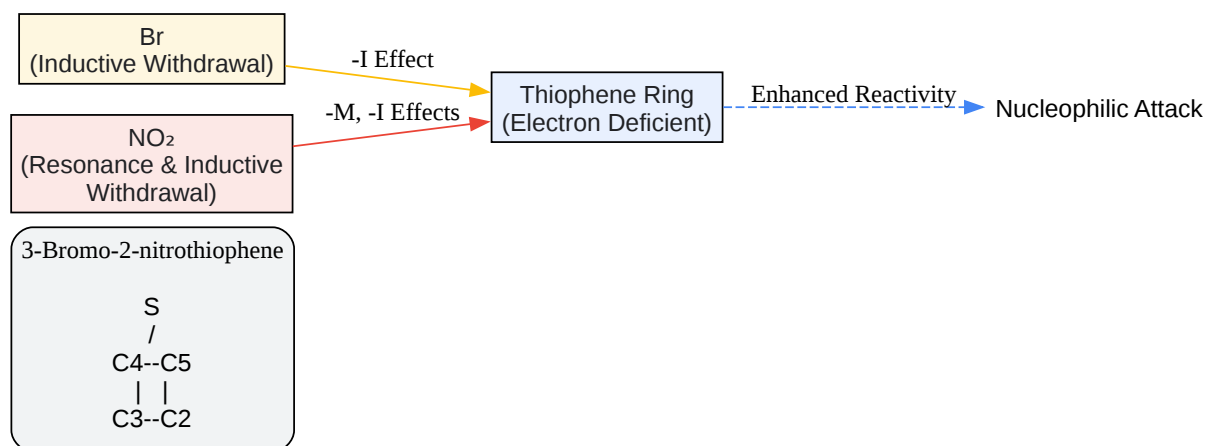 Br
(Inductive Withdrawal)
-I Effect
NO₂
(Resonance & Inductive
Withdrawal)
-M, -I Effects
Thiophene Ring
(Electron Deficient)
Enhanced Reactivity
Nucleophilic Attack
3-Bromo-2-nitrothiophene
S
/
C4--C5
|   |
C3--C2